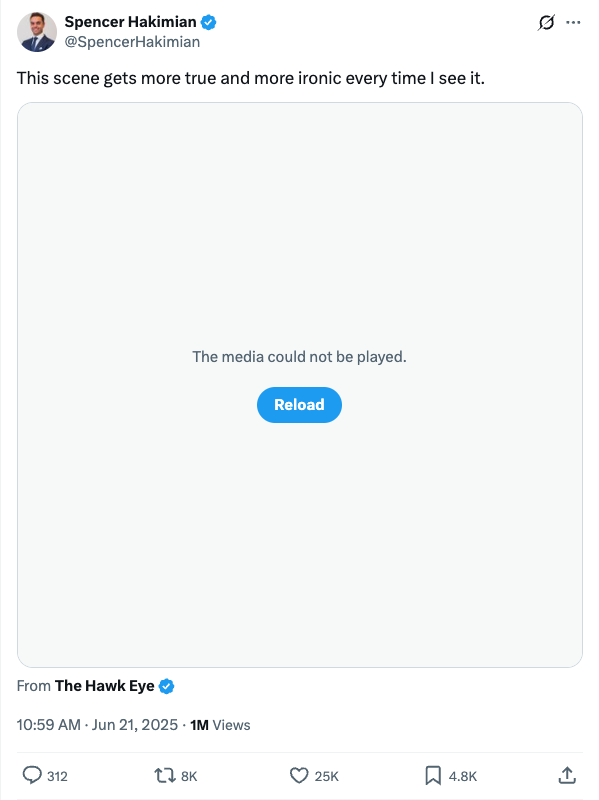 Spencer Hakimian
@SpencerHakimian
This scene gets more true and more ironic every time I see it.
The media could not be played.
Reload
From The Hawk Eye
10:59 AM · Jun 21, 2025 · 1M Views
312 8K 25K 4.8K